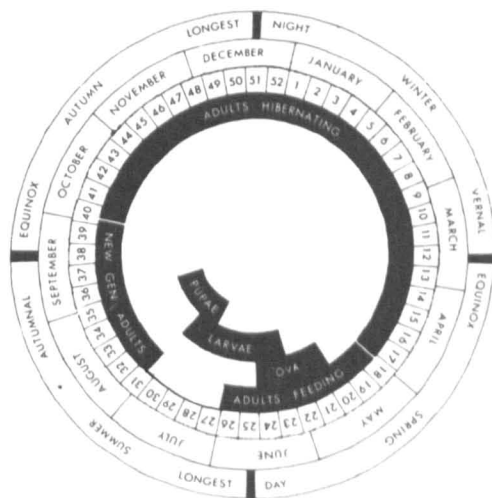 LONGEST NIGHT
WINTER
VERNAL EQUINOX
SPRING
LONGEST DAY
SUMMER
AUTUMNAL EQUINOX
AUTUMN
JANUARY
FEBRUARY
MARCH
APRIL
MAY
JUNE
JULY
AUGUST
SEPTEMBER
OCTOBER
NOVEMBER
DECEMBER
1 2 3 4 5 6 7 8 9 10 11 12 13 14 15 16 17 18 19 20 21 22 23 24 25 26 27 28 29 30 31 32 33 34 35 36 37 38 39 40 41 42 43 44 45 46 47 48 49 50 51 52
ADULTS HIBERNATING
NEW GEN. ADULTS
PUPAE
LARVAE
OVA
ADULTS FEEDING